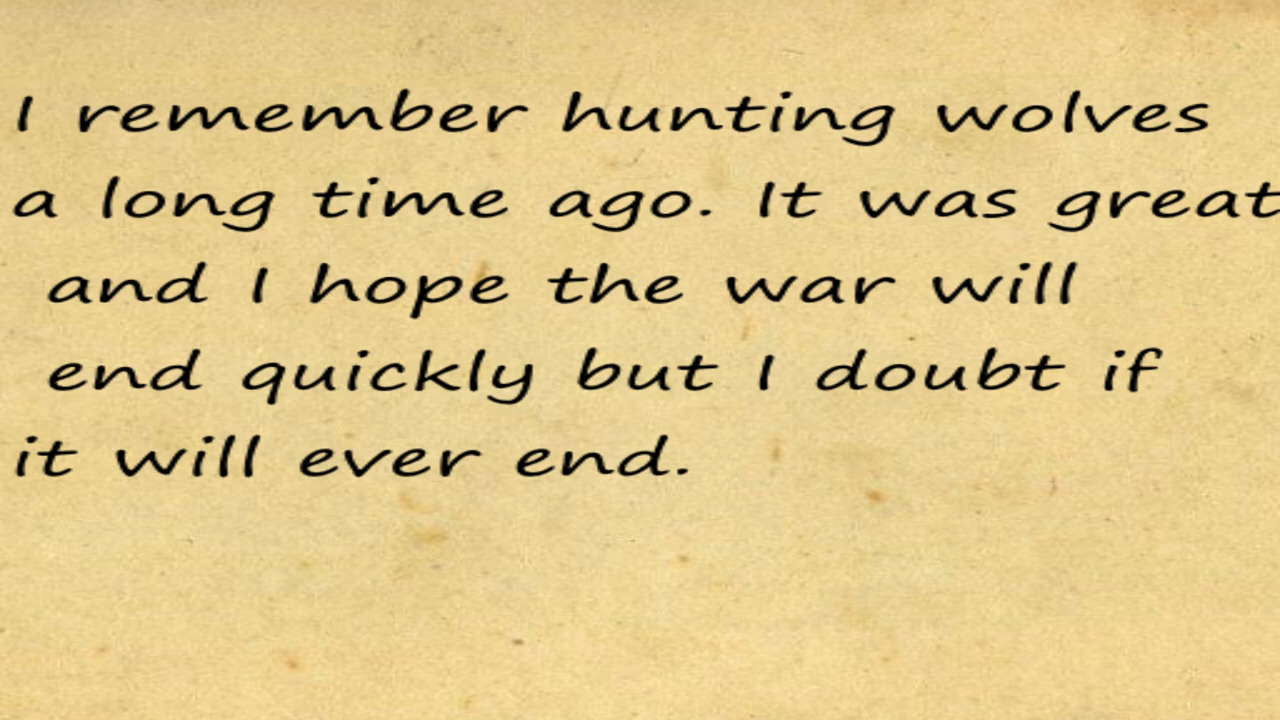 I remember hunting wolves
a long time ago. It was great
and I hope the war will
end quickly but I doubt if
it will ever end.